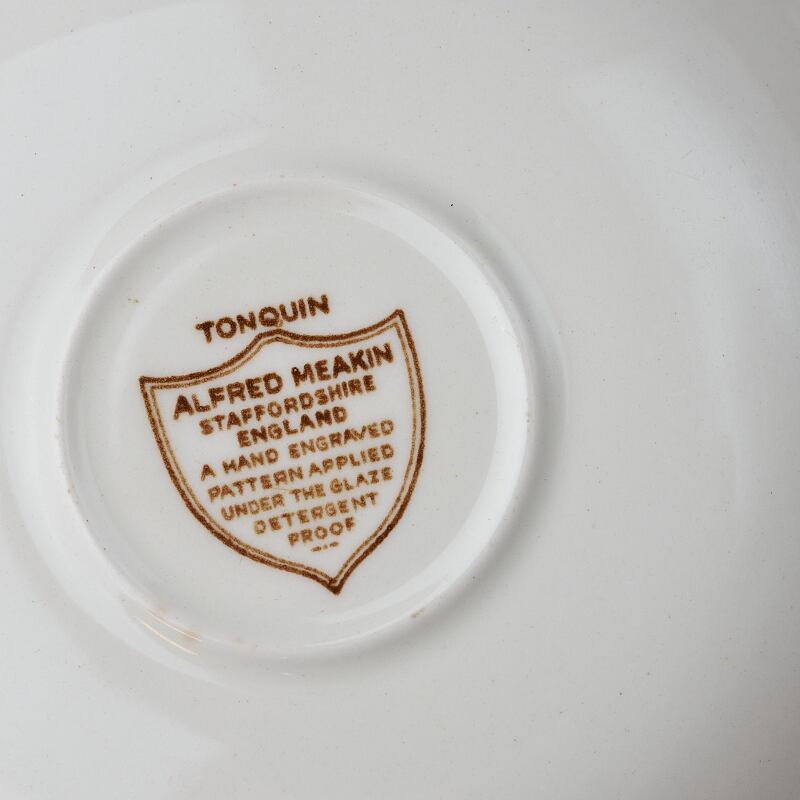 TONQUIN
ALFRED MEAKIN
STAFFORDSHIRE
ENGLAND
A HAND ENGRAVED
PATTERN APPLIED
UNDER THE GLAZE
DETERGENT
PROOF